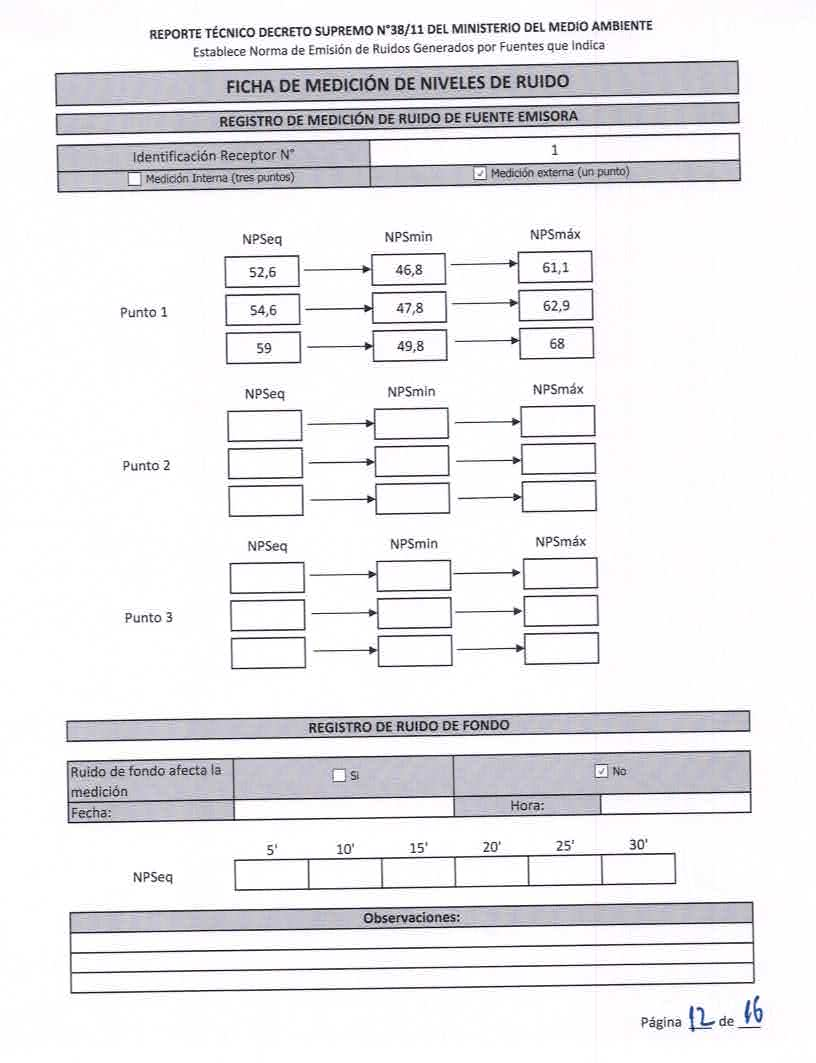 REPORTE TÉCNICO DECRETO SUPREMO N°38/11 DEL MINISTERIO DEL MEDIO AMBIENTE
Establece Norma de Emisión de Ruidos Generados por Fuentes que Indica
FICHA DE MEDICIÓN DE NIVELES DE RUIDO
REGISTRO DE MEDICIÓN DE RUIDO DE FUENTE EMISORA
Identificación Receptor N° 1
Medición Interna (tres puntos) ✓ Medición externa (un punto)
NPSeq NPSmin NPSmáx
52,6 46,8 61,1
Punto 1 54,6 47,8 62,9
59 49,8 68
NPSeq NPSmin NPSmáx
Punto 2
NPSeq NPSmin NPSmáx
Punto 3
REGISTRO DE RUIDO DE FONDO
Ruido de fondo afecta la
medición
Si ✓ No
Fecha: Hora:
5' 10' 15' 20' 25' 30'
NPSeq
Observaciones:
Página 12 de 16